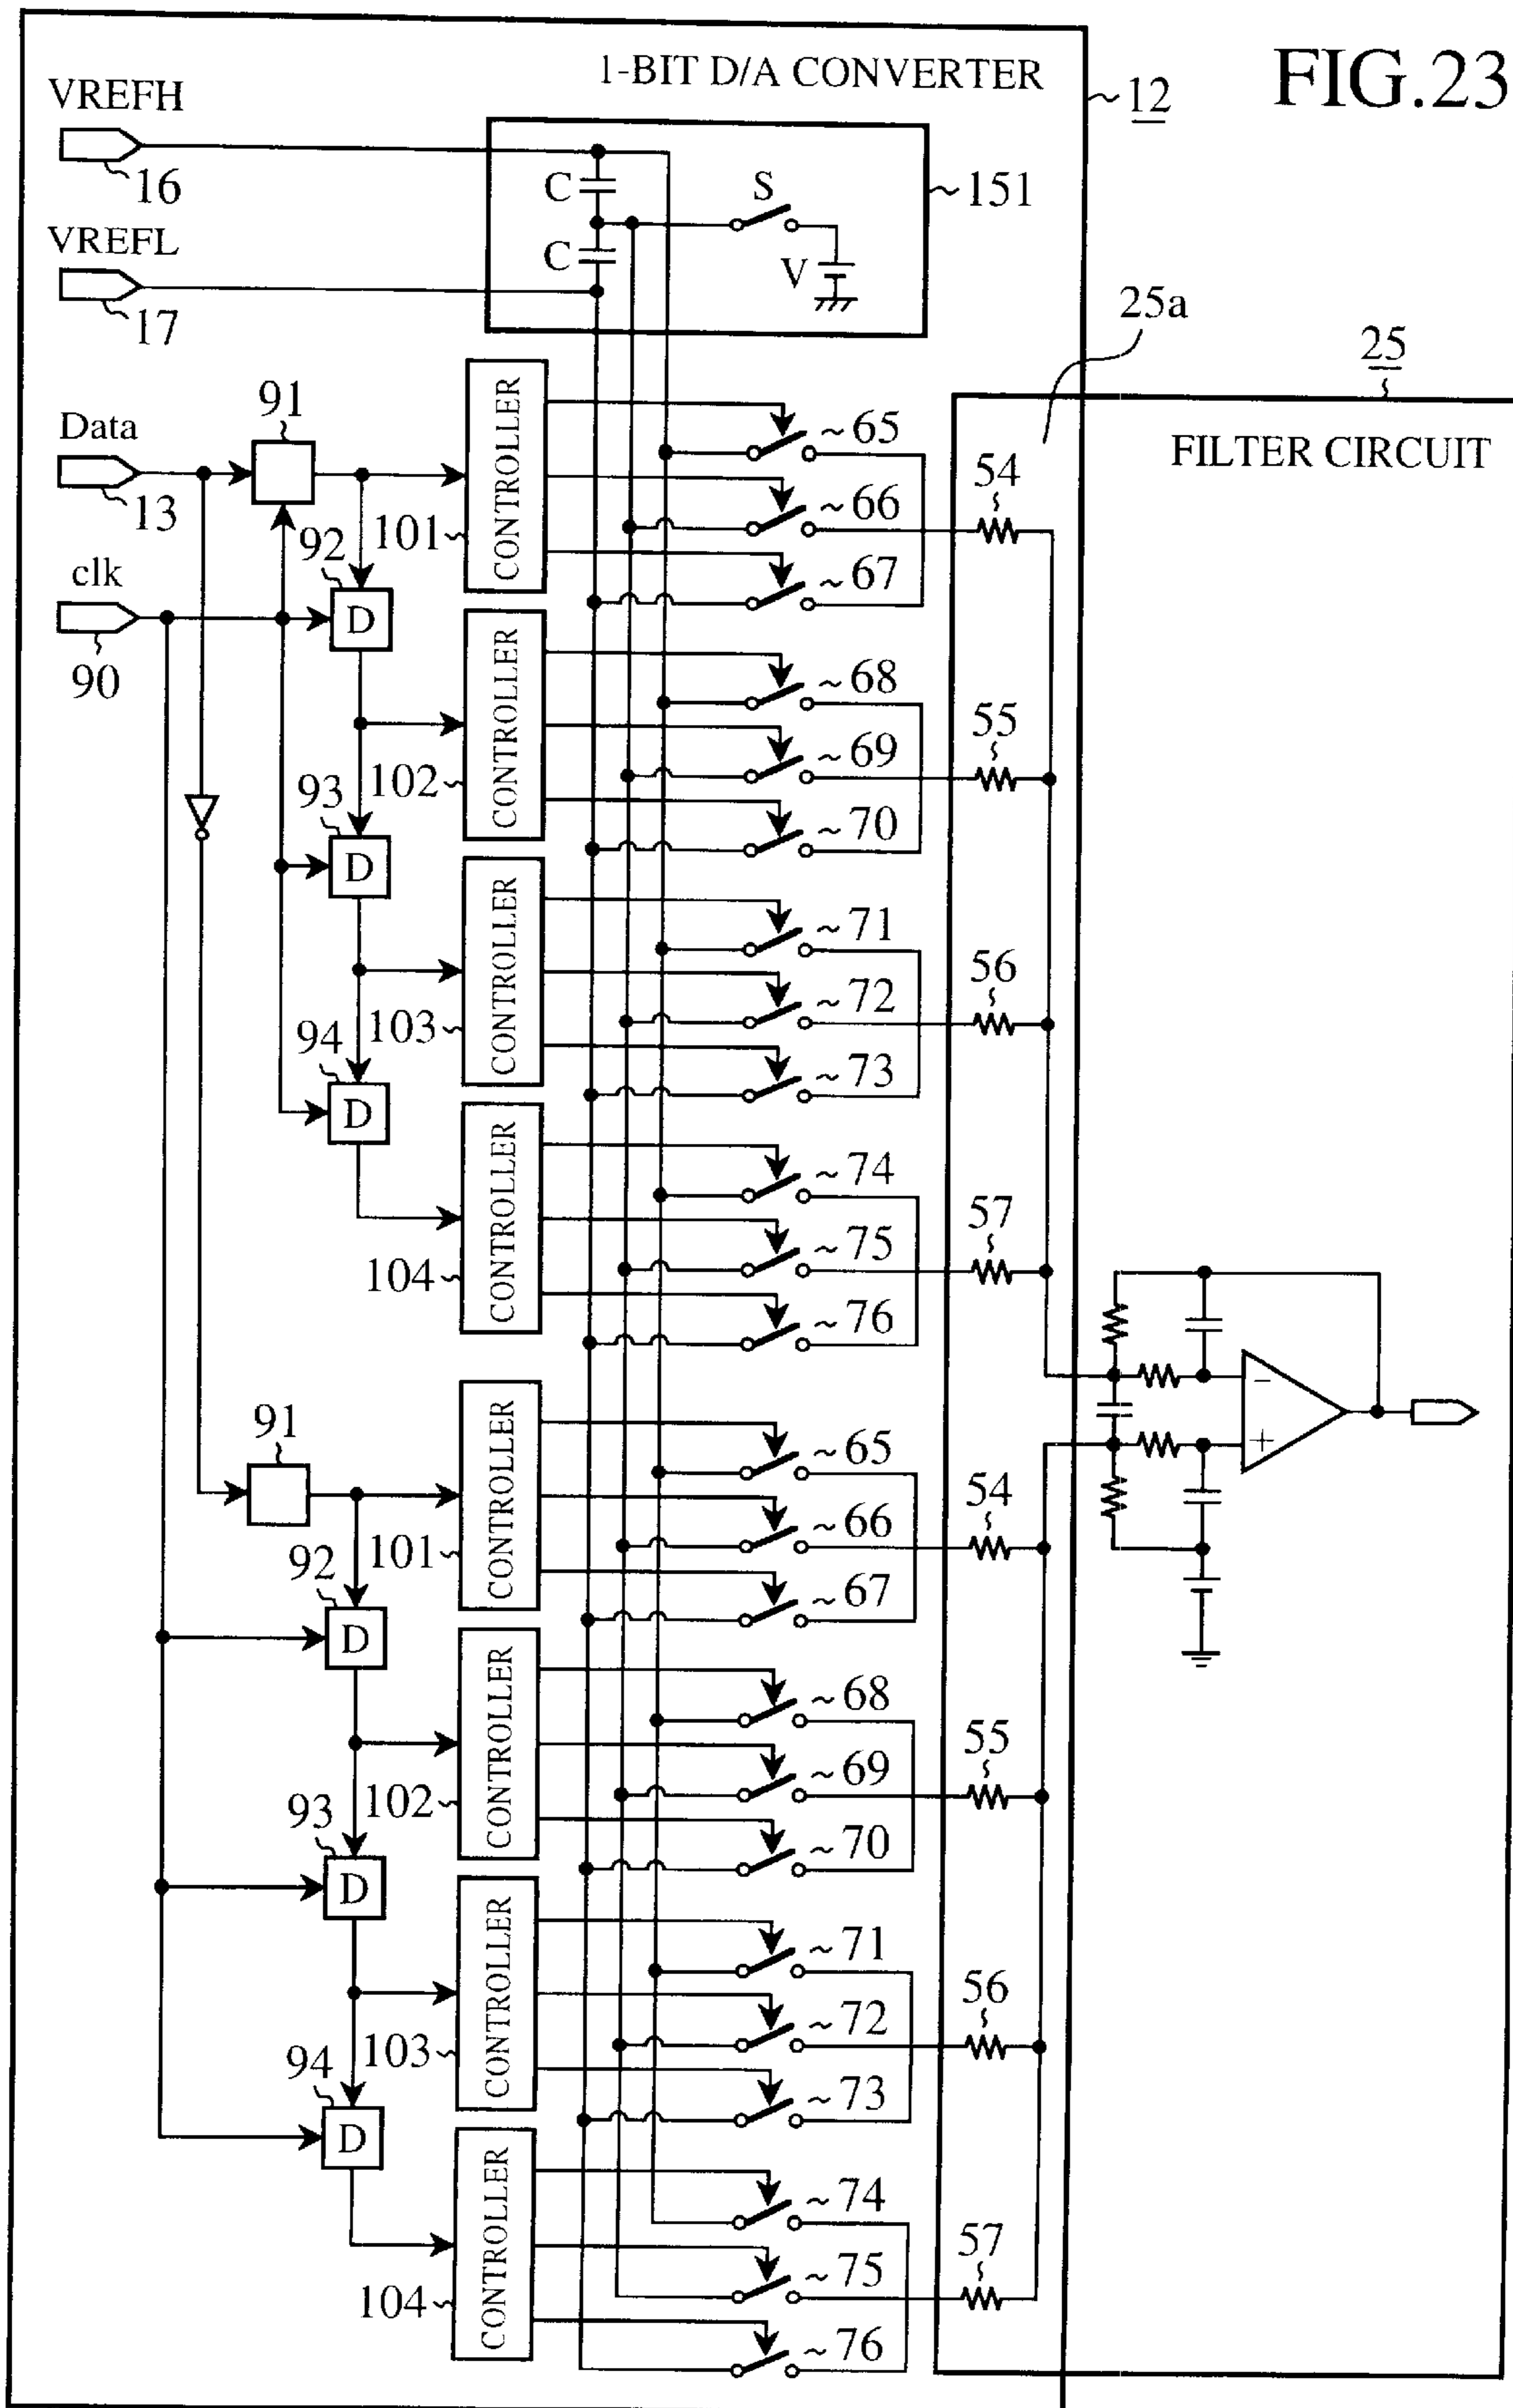 FIG.23
1-BIT D/A CONVERTER
12
VREFH
16
C
S
151
VREFL
C
V
17
25a
25
FILTER CIRCUIT
Data
13
91
101
CONTROLLER
65
66
67
54
clk
90
92
D
102
CONTROLLER
68
69
70
55
93
D
103
CONTROLLER
71
72
73
56
94
D
104
CONTROLLER
74
75
76
57
−
+
91
101
CONTROLLER
65
66
67
54
92
D
102
CONTROLLER
68
69
70
55
93
D
103
CONTROLLER
71
72
73
56
94
D
104
CONTROLLER
74
75
76
57